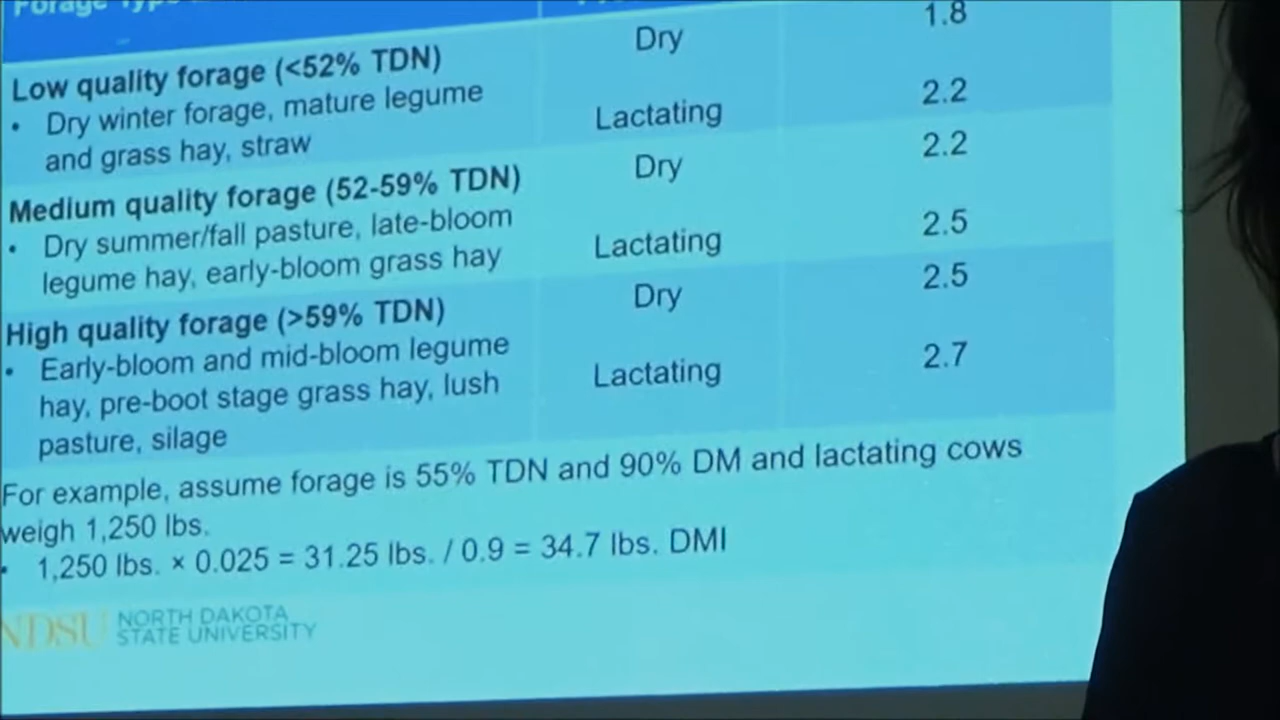 Forage Type
Dry 1.8
Low quality forage (<52% TDN)
• Dry winter forage, mature legume
and grass hay, straw
Lactating 2.2
Dry 2.2
Medium quality forage (52-59% TDN)
• Dry summer/fall pasture, late-bloom
legume hay, early-bloom grass hay
Lactating 2.5
Dry 2.5
High quality forage (>59% TDN)
• Early-bloom and mid-bloom legume
hay, pre-boot stage grass hay, lush
pasture, silage
Lactating 2.7
For example, assume forage is 55% TDN and 90% DM and lactating cows
weigh 1,250 lbs.
• 1,250 lbs. × 0.025 = 31.25 lbs. / 0.9 = 34.7 lbs. DMI
NDSU
NORTH DAKOTA
STATE UNIVERSITY